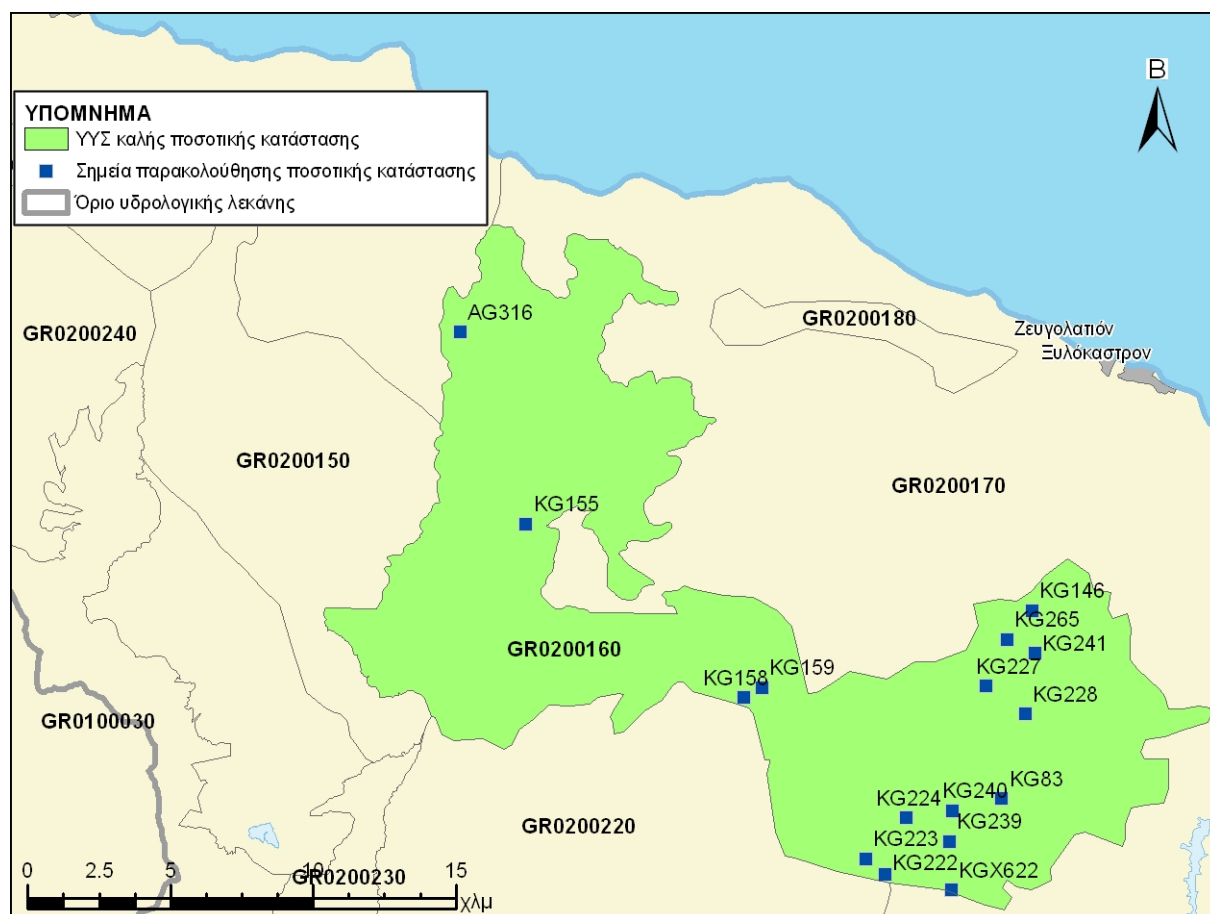 B
ΥΠΟΜΝΗΜΑ
ΥΥΣ καλής ποσοτικής κατάστασης
Σημεία παρακολούθησης ποσοτικής κατάστασης
Όριο υδρολογικής λεκάνης
AG316
GR0200180
Ζευγολατιόν
Ξυλόκαστρον
GR0200240
GR0200150
GR0200170
KG155
KG146
KG265
KG241
GR0200160
KG158
KG159
KG227
KG228
GR0100030
KG83
KG224
KG240
KG239
GR0200220
KG223
KG222
KGX622
GR0200230
0 2.5 5 10 15
χλμ